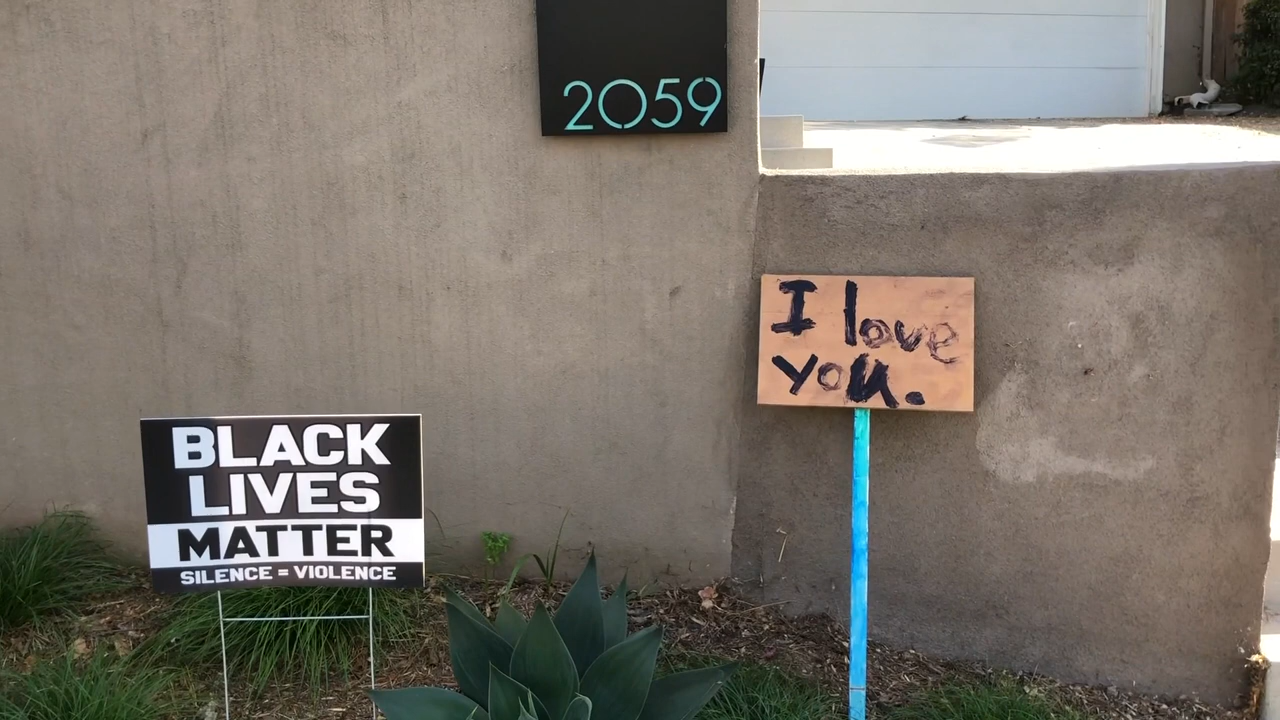 2059
I love
you.
BLACK
LIVES
MATTER
SILENCE = VIOLENCE